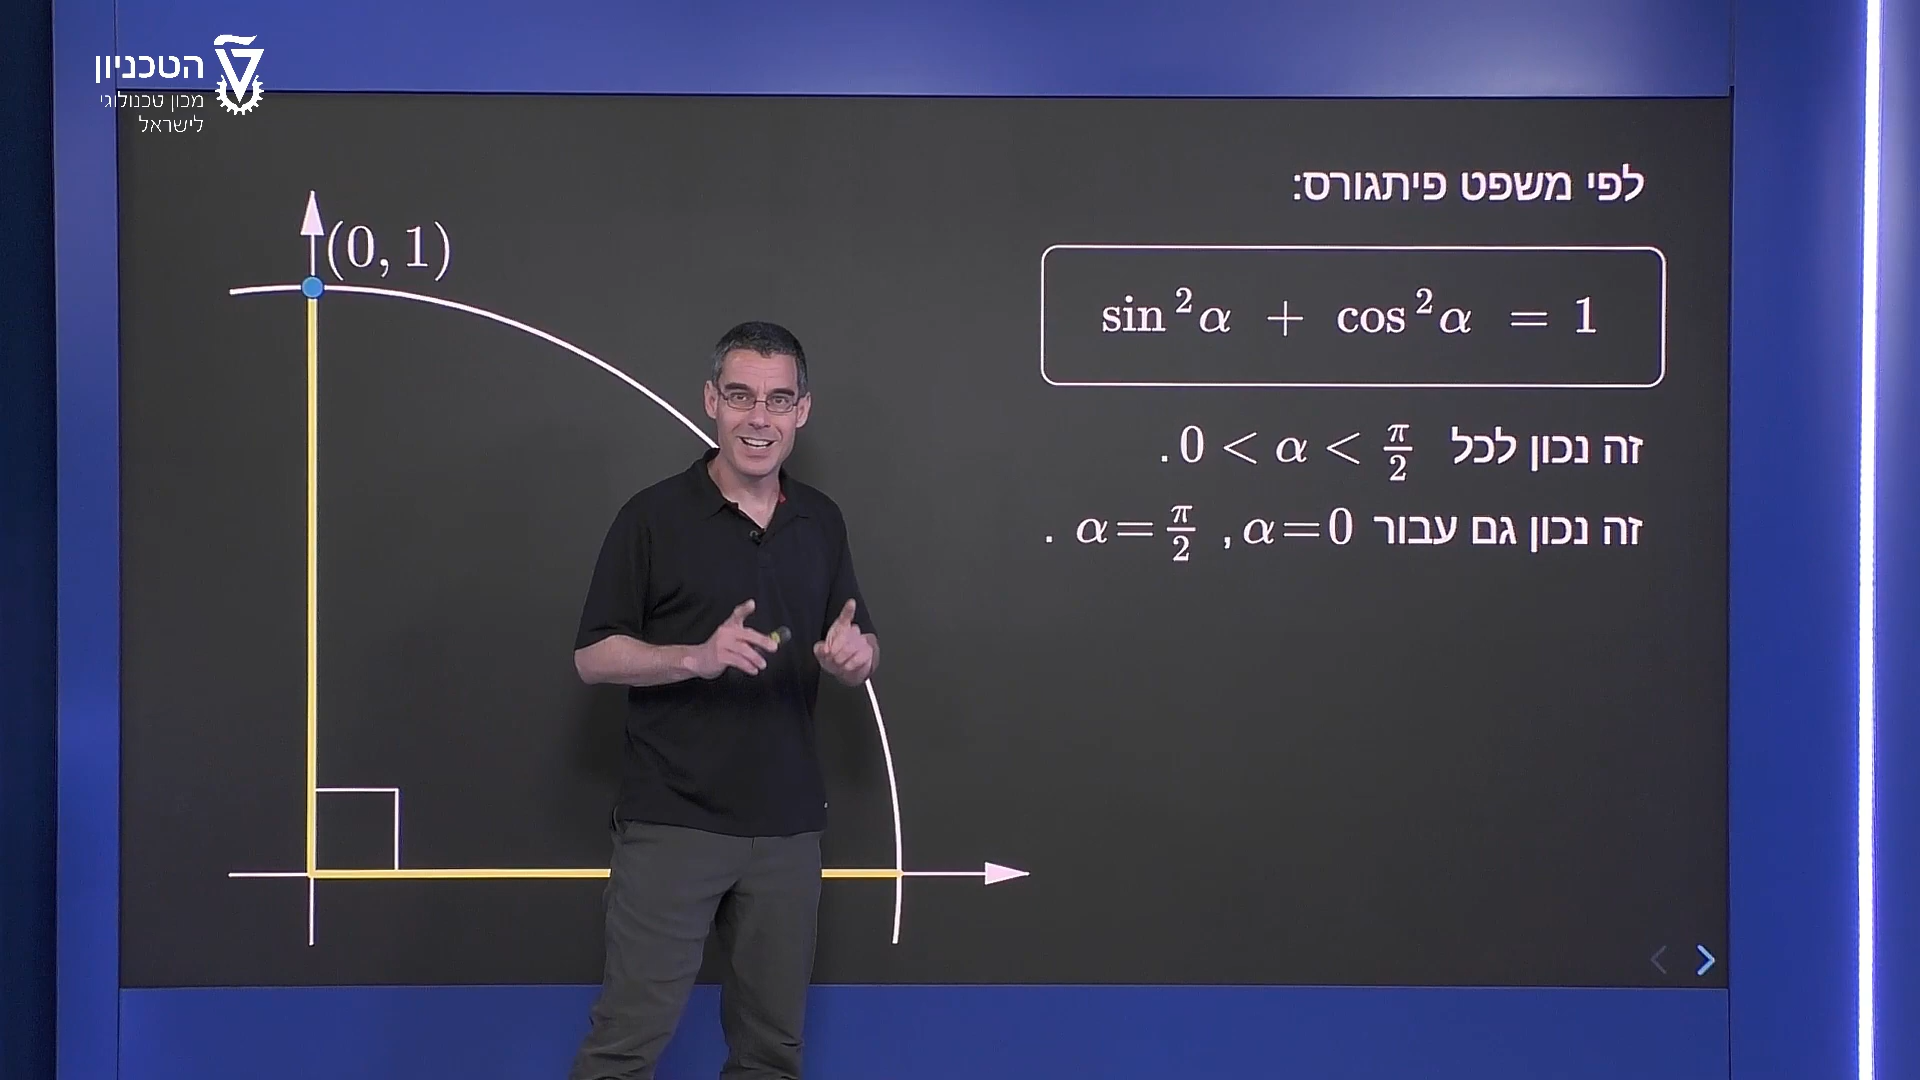 הטכניון
מכון טכנולוגי
לישראל
לפי משפט פיתגורס:
sin²α + cos²α = 1
זה נכון לכל 0 < α < π/2 .
זה נכון גם עבור α=0 , α=π/2 .
(0, 1)